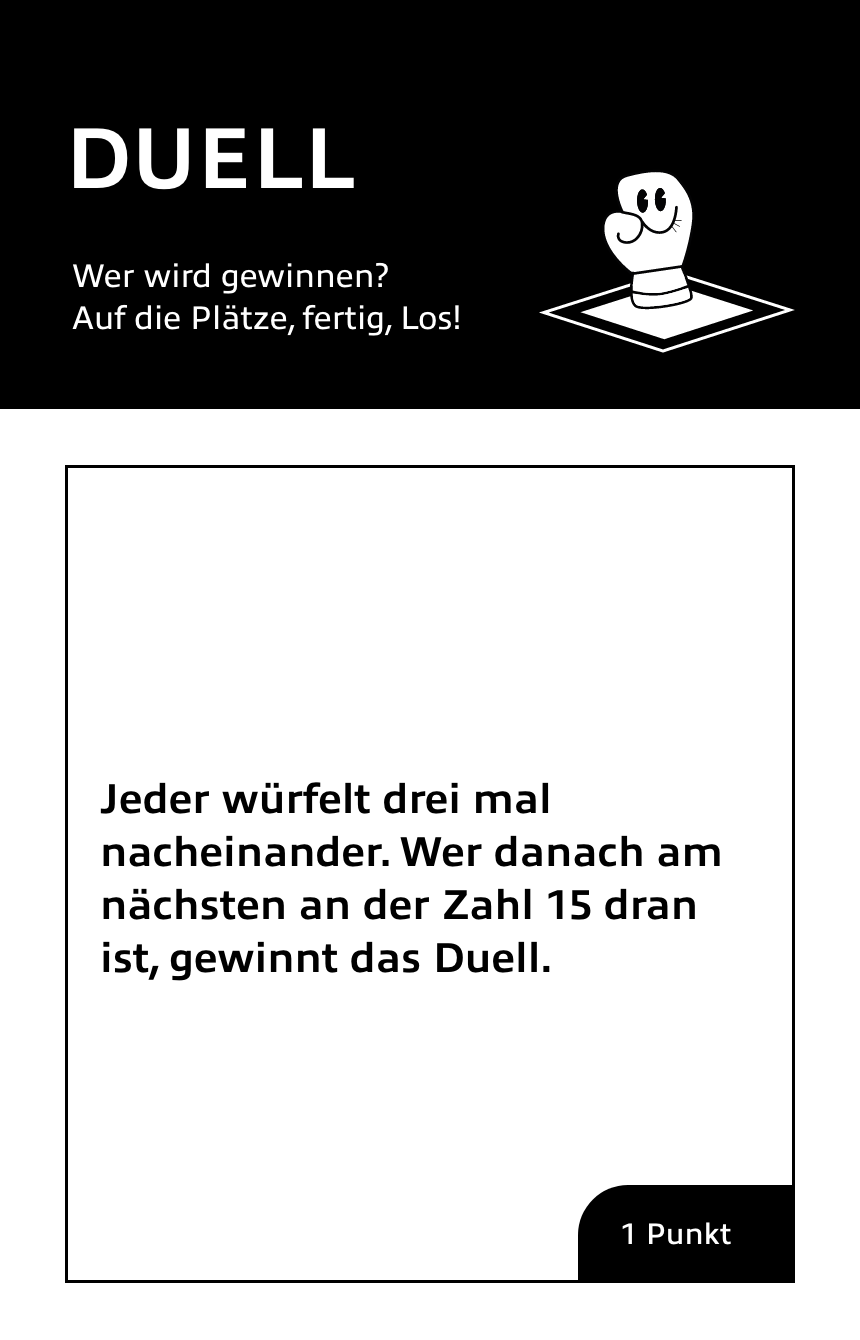 DUELL
Wer wird gewinnen?
Auf die Plätze, fertig, Los!
Jeder würfelt drei mal
nacheinander. Wer danach am
nächsten an der Zahl 15 dran
ist, gewinnt das Duell.
1 Punkt